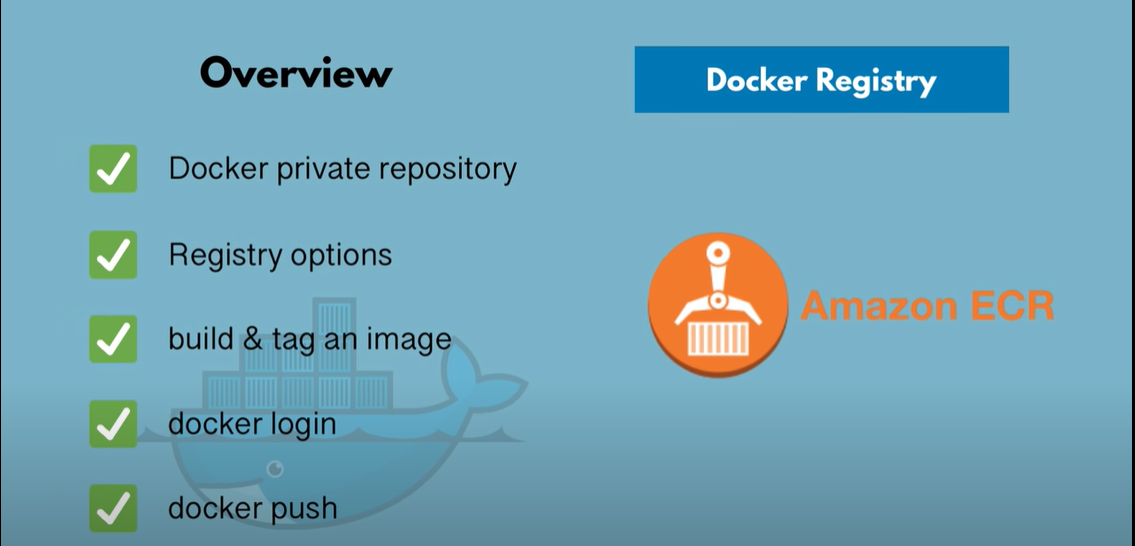 Overview
Docker private repository
Registry options
build & tag an image
docker login
docker push
Docker Registry
Amazon ECR